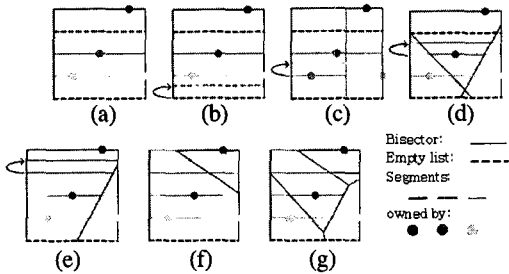 (a)
(b)
(c)
(d)
Bisector:
Empty list:
Segments:
owned by:
(e)
(f)
(g)